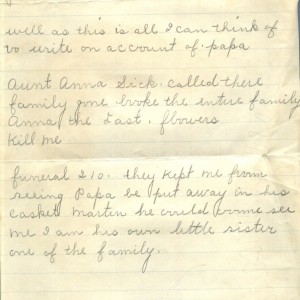 well as this is all I can think of
to write on account of papa
Aunt Anna Sick. called there
family gone broke the entire family
Anna the Last. flowers
Kill me
funeral 210. they kept me from
seeing Papa be put away in his
casket Martin he could come see
me I am his own little sister
one of the family.